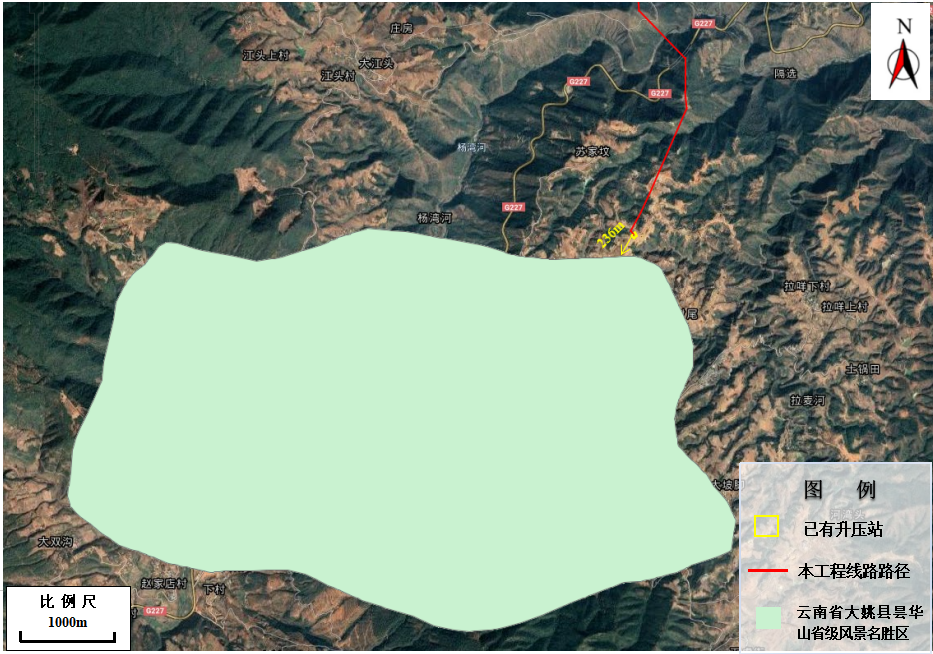 庄房
G227
N
江头上村
大江头
江头村
隔选
G227
G227
杨湾河
苏家坟
G227
杨湾河
236m
拉咩下村
拉咩上村
尾
土锅田
拉麦河
大坡脚
图 例
已有升压站
本工程线路路径
云南省大姚县昙华
山省级风景名胜区
大双沟
赵家店村
下村
村
G227
比 例 尺
1000m